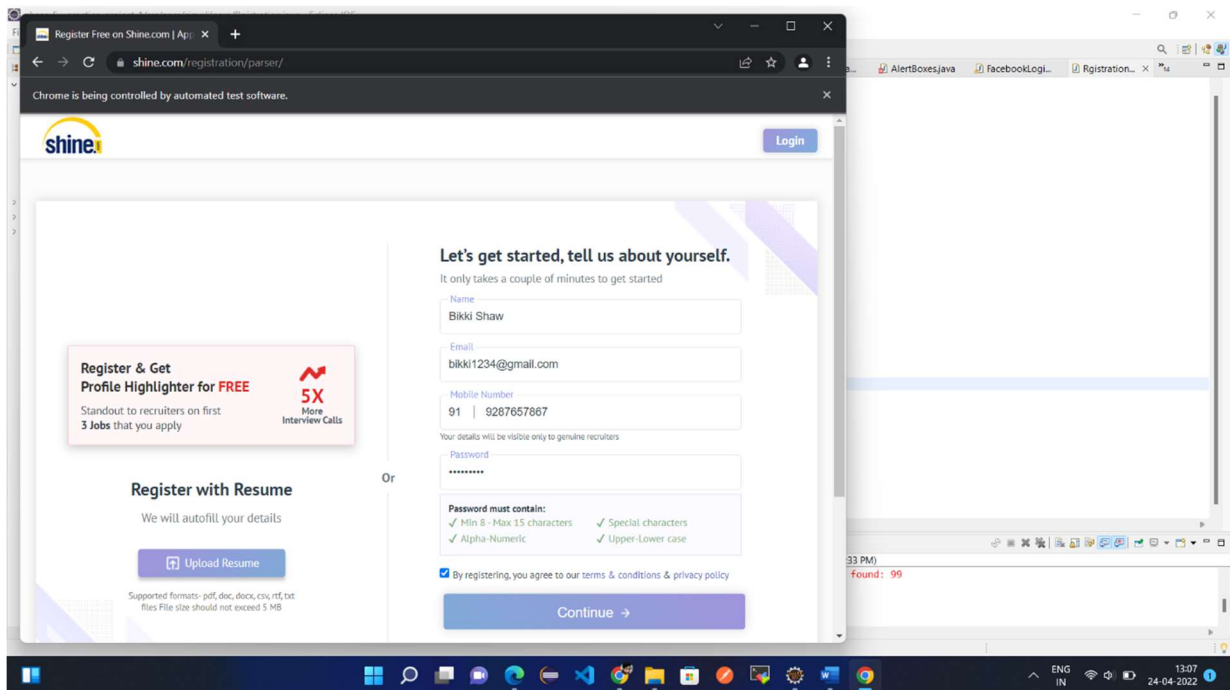 Register Free on Shine.com | App
shine.com/registration/parser/
Chrome is being controlled by automated test software.
AlertBoxes.java
FacebookLogi...
Rgistration...
14
shine.com
Login
Let's get started, tell us about yourself.
It only takes a couple of minutes to get started
Name
Bikki Shaw
Email
bikki1234@gmail.com
Mobile Number
91 | 9287657867
Your details will be visible only to genuine recruiters
Password
•••••••••
Password must contain:
✓ Min 8 - Max 15 characters ✓ Special characters
✓ Alpha-Numeric ✓ Upper-Lower case
By registering, you agree to our terms & conditions & privacy policy
Continue →
Register & Get
Profile Highlighter for FREE
Standout to recruiters on first
3 Jobs that you apply
5X
More
Interview Calls
Or
Register with Resume
We will autofill your details
Upload Resume
Supported formats- pdf, doc, docx, csv, rtf, txt
files File size should not exceed 5 MB
:33 PM)
found: 99
ENG
IN
13:07
24-04-2022
1